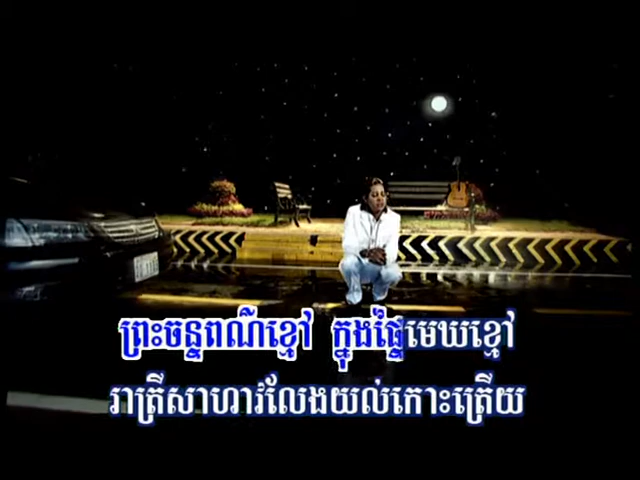 ព្រះចន្ទពណ៌ខ្មៅ ក្នុងផ្ទៃមេឃខ្មៅ
រាត្រីសាហាវលែងយល់កោះត្រើយ